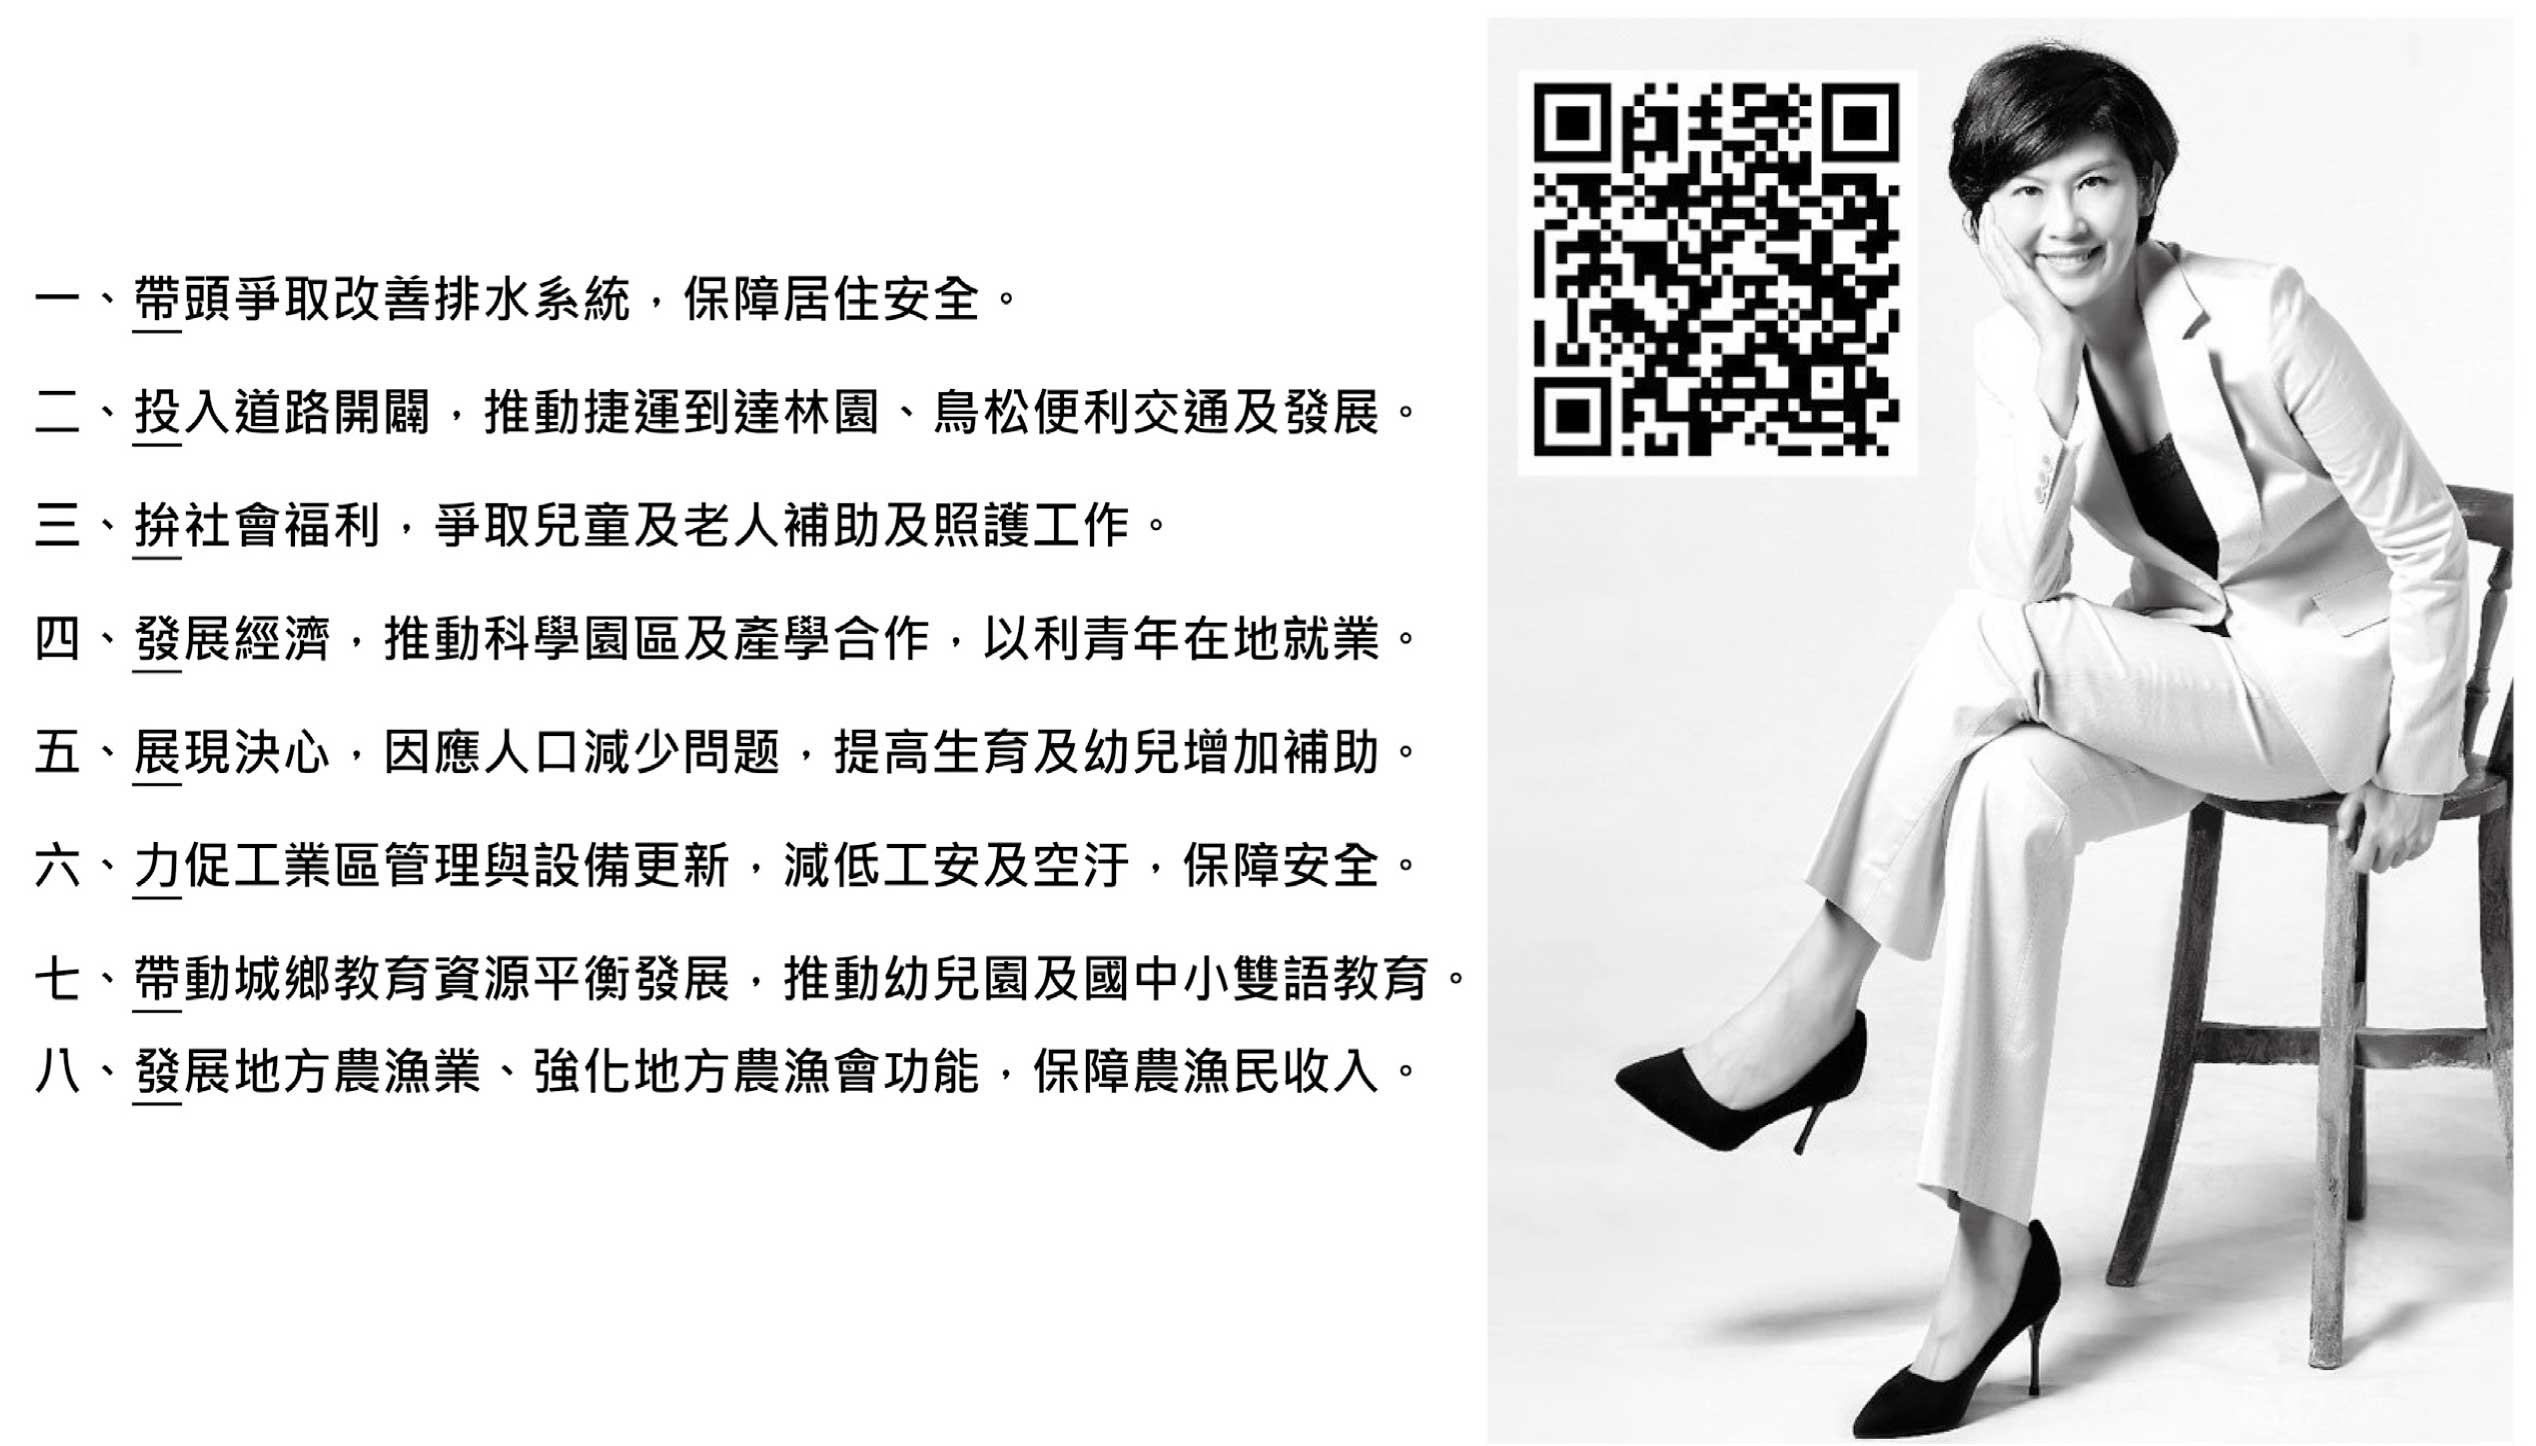 一、帶頭爭取改善排水系統，保障居住安全。
二、投入道路開闢，推動捷運到達林園、鳥松便利交通及發展。
三、拚社會福利，爭取兒童及老人補助及照護工作。
四、發展經濟，推動科學園區及產學合作，以利青年在地就業。
五、展現決心，因應人口減少問題，提高生育及幼兒增加補助。
六、力促工業區管理與設備更新，減低工安及空汙，保障安全。
七、帶動城鄉教育資源平衡發展，推動幼兒園及國中小雙語教育。
八、發展地方農漁業、強化地方農漁會功能，保障農漁民收入。